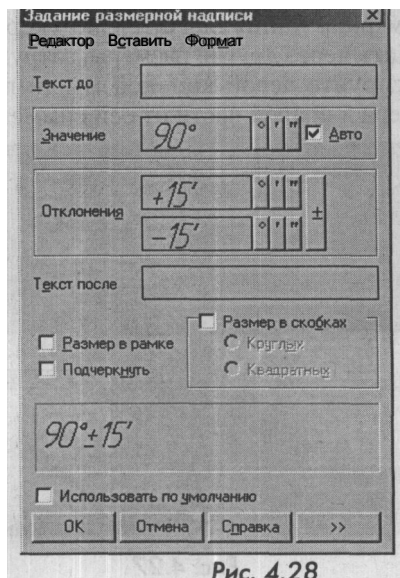 Задание размерной надписи
Редактор Вставить Формат
Текст до
Значение 90° ° ' " Авто
+15'
Отклонения ° ' " ±
−15' ° ' "
Текст после
Размер в скобках
Размер в рамке Круглых
Подчеркнуть Квадратных
90°±15'
Использовать по умолчанию
OK Отмена Справка >>
Рис. 4.28